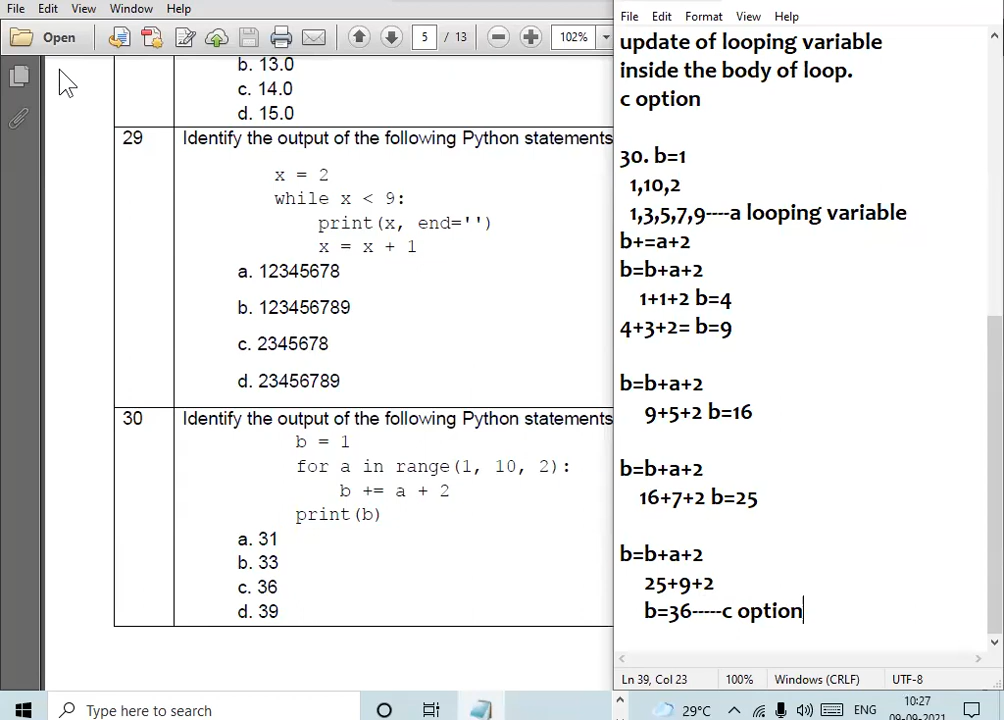 File Edit View Window Help
Open 5 / 13 102%
b. 13.0
c. 14.0
d. 15.0
29 Identify the output of the following Python statements
x = 2
while x < 9:
print(x, end='')
x = x + 1
a. 12345678
b. 123456789
c. 2345678
d. 23456789
30 Identify the output of the following Python statements
b = 1
for a in range(1, 10, 2):
b += a + 2
print(b)
a. 31
b. 33
c. 36
d. 39
File Edit Format View Help
update of looping variable
inside the body of loop.
c option
30. b=1
1,10,2
1,3,5,7,9----a looping variable
b+=a+2
b=b+a+2
1+1+2 b=4
4+3+2= b=9
b=b+a+2
9+5+2 b=16
b=b+a+2
16+7+2 b=25
b=b+a+2
25+9+2
b=36-----c option
Ln 39, Col 23 100% Windows (CRLF) UTF-8
Type here to search
29°C ENG 10:27
09-09-2021